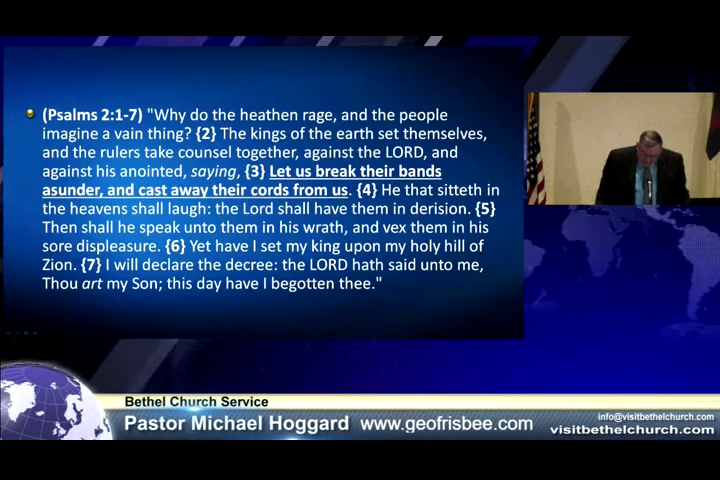 (Psalms 2:1-7) "Why do the heathen rage, and the people
imagine a vain thing? {2} The kings of the earth set themselves,
and the rulers take counsel together, against the LORD, and
against his anointed, saying, {3} Let us break their bands
asunder, and cast away their cords from us. {4} He that sitteth in
the heavens shall laugh: the Lord shall have them in derision. {5}
Then shall he speak unto them in his wrath, and vex them in his
sore displeasure. {6} Yet have I set my king upon my holy hill of
Zion. {7} I will declare the decree: the LORD hath said unto me,
Thou art my Son; this day have I begotten thee."
Bethel Church Service
Pastor Michael Hoggard www.geofrisbee.com
info@visitbethelchurch.com
visitbethelchurch.com